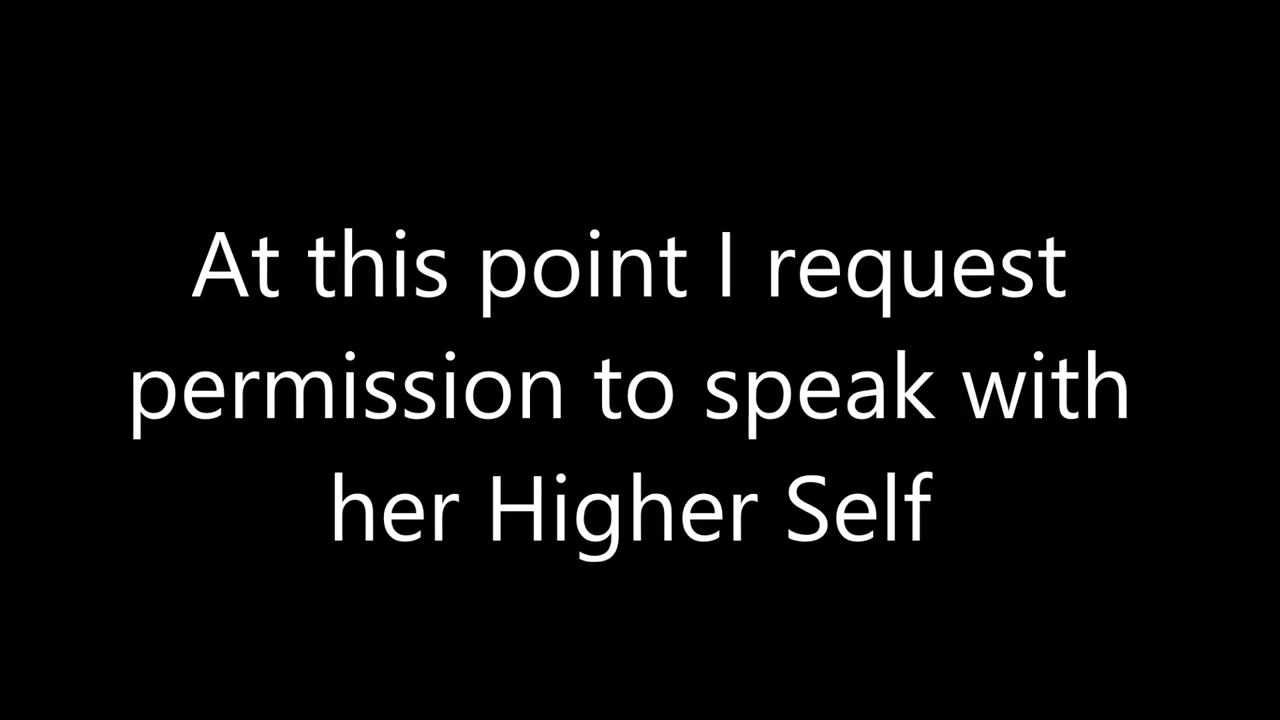 At this point I request
permission to speak with
her Higher Self